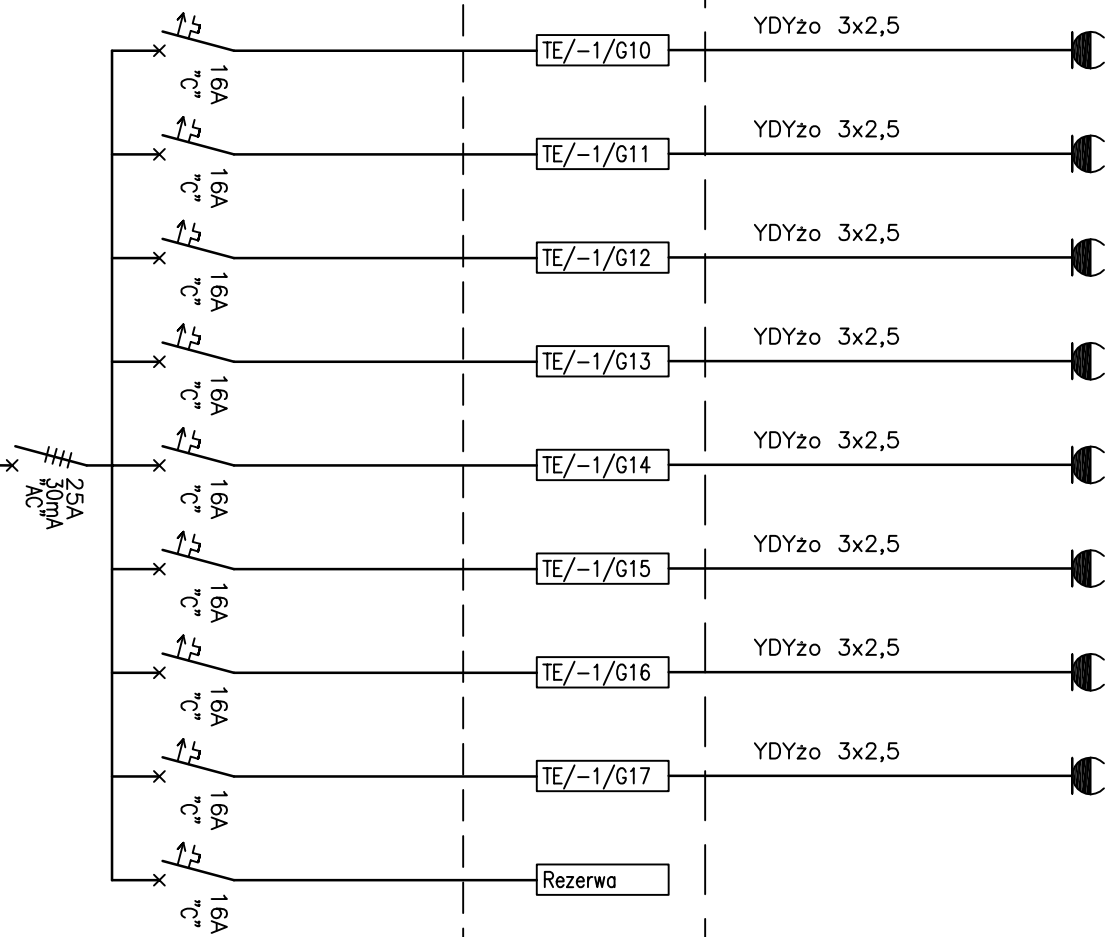 YDYżo 3x2,5
TE/-1/G10
16A
"C"
YDYżo 3x2,5
TE/-1/G11
16A
"C"
YDYżo 3x2,5
TE/-1/G12
16A
"C"
YDYżo 3x2,5
TE/-1/G13
16A
"C"
YDYżo 3x2,5
TE/-1/G14
16A
"C"
25A
30mA
"AC"
YDYżo 3x2,5
TE/-1/G15
16A
"C"
YDYżo 3x2,5
TE/-1/G16
16A
"C"
YDYżo 3x2,5
TE/-1/G17
16A
"C"
Rezerwa
16A
"C"